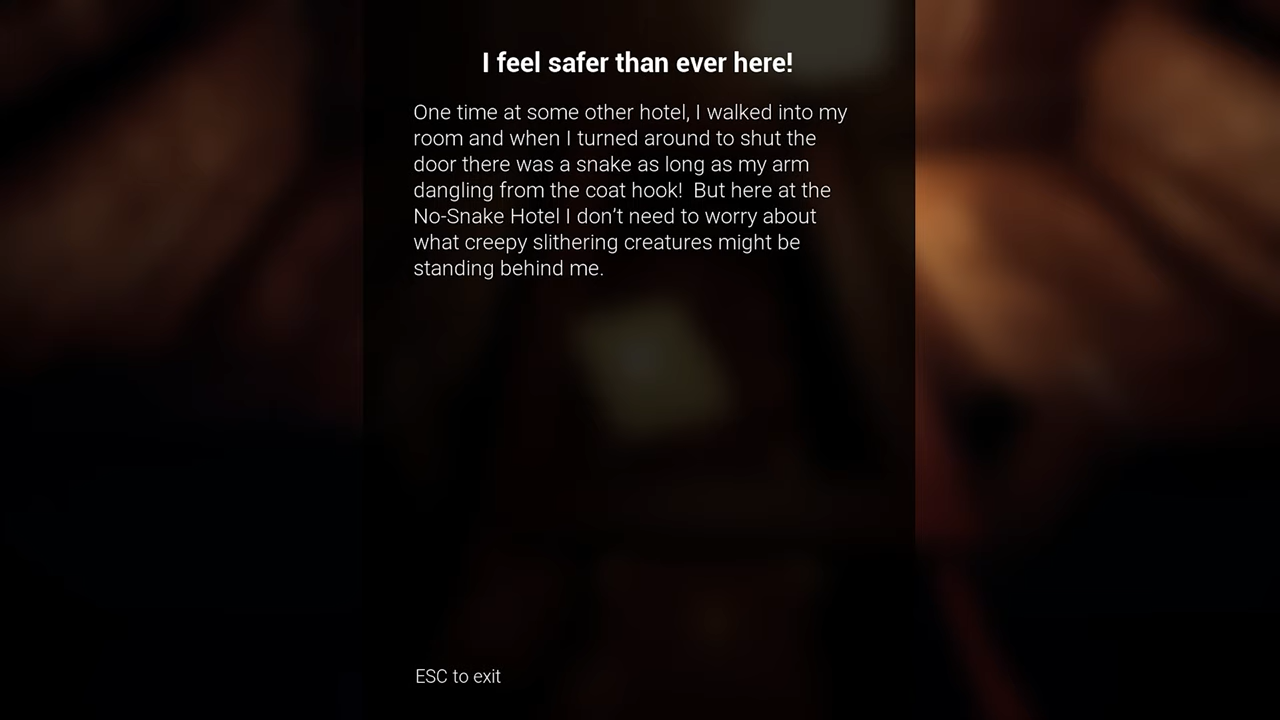 I feel safer than ever here!
One time at some other hotel, I walked into my
room and when I turned around to shut the
door there was a snake as long as my arm
dangling from the coat hook!  But here at the
No-Snake Hotel I don’t need to worry about
what creepy slithering creatures might be
standing behind me.
ESC to exit